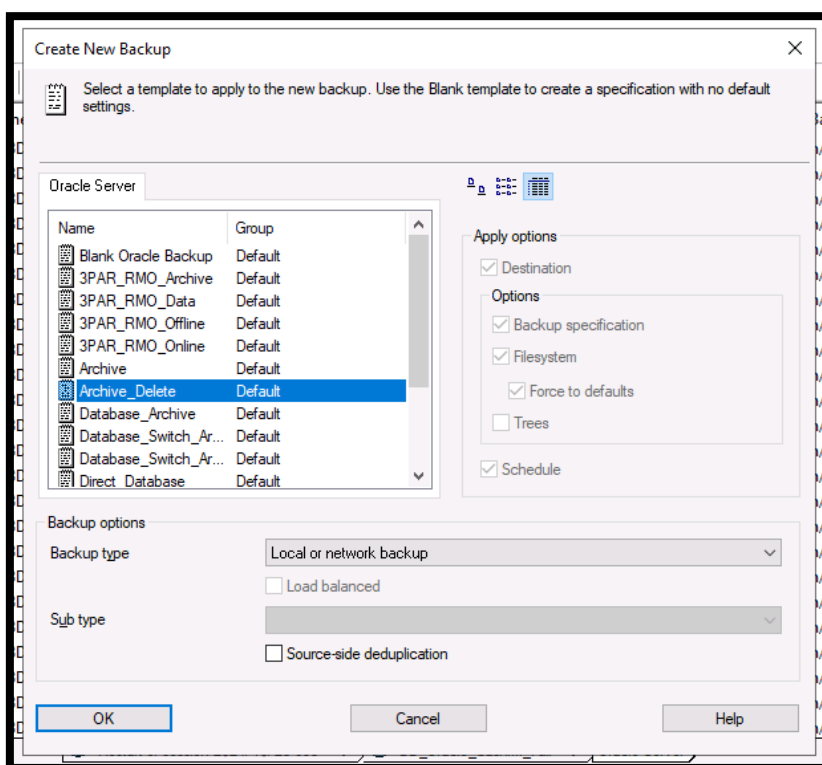 Create New Backup
Select a template to apply to the new backup. Use the Blank template to create a specification with no default
settings.
Oracle Server
Name Group
Blank Oracle Backup Default
3PAR_RMO_Archive Default
3PAR_RMO_Data Default
3PAR_RMO_Offline Default
3PAR_RMO_Online Default
Archive Default
Archive_Delete Default
Database_Archive Default
Database_Switch_Ar... Default
Database_Switch_Ar... Default
Direct_Database Default
Apply options
Destination
Options
Backup specification
Filesystem
Force to defaults
Trees
Schedule
Backup options
Backup type Local or network backup
Load balanced
Sub type
Source-side deduplication
OK Cancel Help